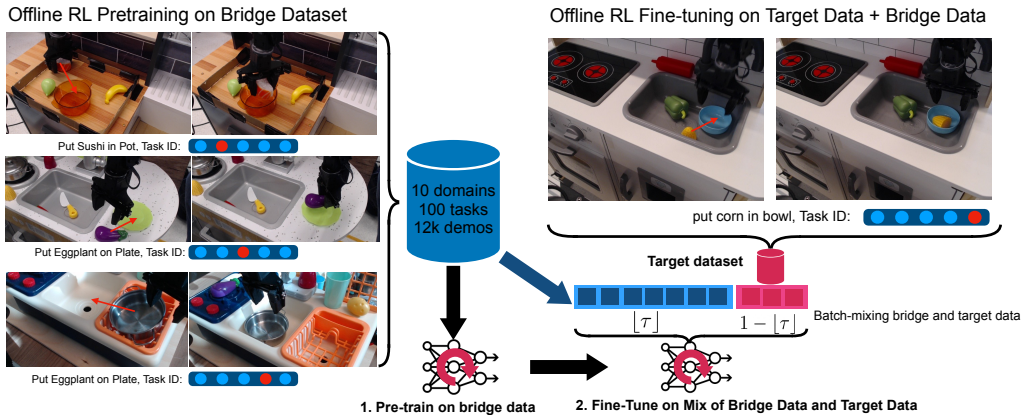 Offline RL Pretraining on Bridge Dataset
Put Sushi in Pot, Task ID:
Put Eggplant on Plate, Task ID:
Put Eggplant on Plate, Task ID:
10 domains
100 tasks
12k demos
1. Pre-train on bridge data
Offline RL Fine-tuning on Target Data + Bridge Data
put corn in bowl, Task ID:
Target dataset
⌊τ⌋
1 − ⌊τ⌋
Batch-mixing bridge and target data
2. Fine-Tune on Mix of Bridge Data and Target Data